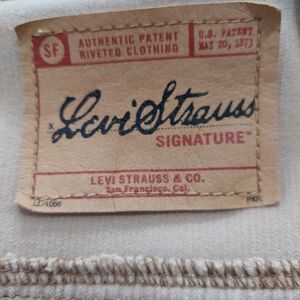 SF
AUTHENTIC PATENT
RIVETED CLOTHING
U.S. PATENT
MAY 20, 1873
x Levi Strauss
SIGNATURE™
LEVI STRAUSS & CO.
San Francisco, Cal.